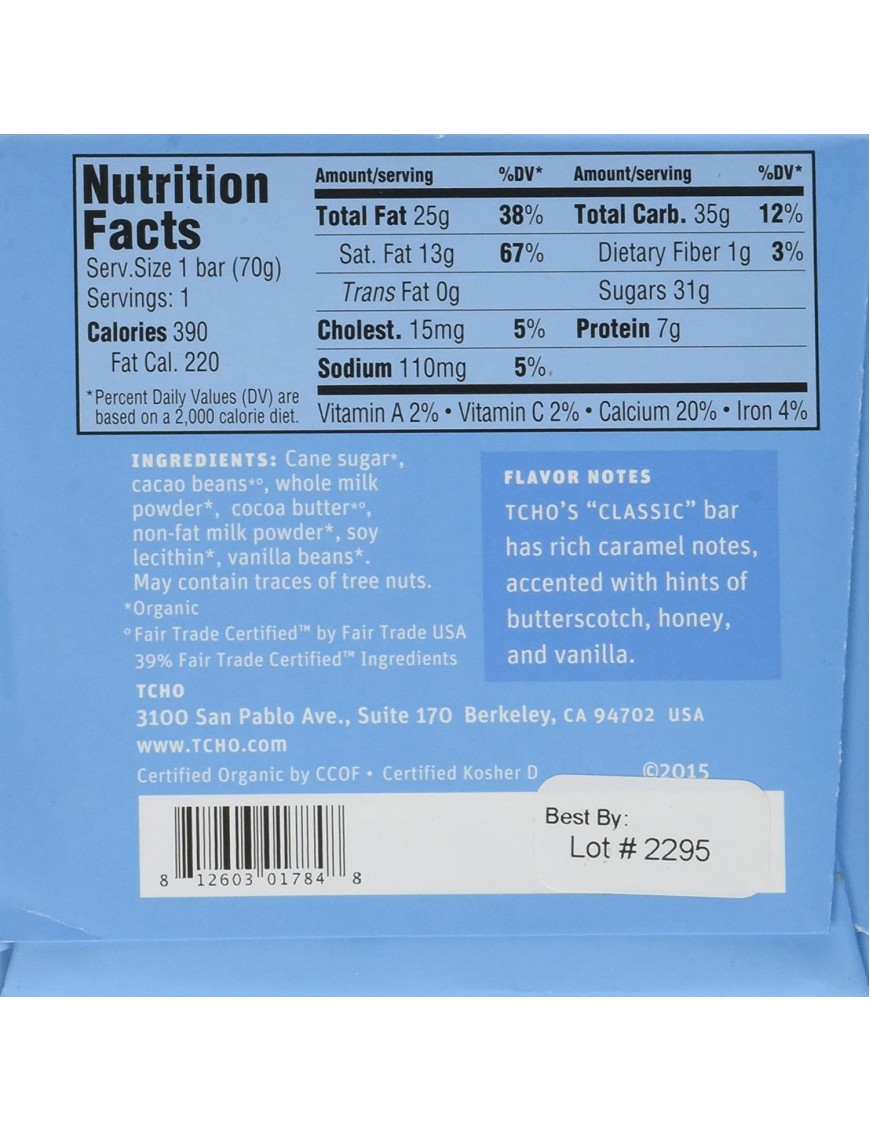 Nutrition
Facts
Serv.Size 1 bar (70g)
Servings: 1
Calories 390
Fat Cal. 220
*Percent Daily Values (DV) are
based on a 2,000 calorie diet.
Amount/serving %DV* Amount/serving %DV*
Total Fat 25g 38% Total Carb. 35g 12%
Sat. Fat 13g 67% Dietary Fiber 1g 3%
Trans Fat 0g Sugars 31g
Cholest. 15mg 5% Protein 7g
Sodium 110mg 5%
Vitamin A 2% • Vitamin C 2% • Calcium 20% • Iron 4%
INGREDIENTS: Cane sugar*,
cacao beans*°, whole milk
powder*, cocoa butter*°,
non-fat milk powder*, soy
lecithin*, vanilla beans*.
May contain traces of tree nuts.
*Organic
°Fair Trade Certified™ by Fair Trade USA
39% Fair Trade Certified™ Ingredients
FLAVOR NOTES
TCHO'S "CLASSIC" bar
has rich caramel notes,
accented with hints of
butterscotch, honey,
and vanilla.
TCHO
3100 San Pablo Ave., Suite 170 Berkeley, CA 94702 USA
www.TCHO.com
Certified Organic by CCOF • Certified Kosher D ©2015
8 12603 01784 8
Best By:
Lot # 2295